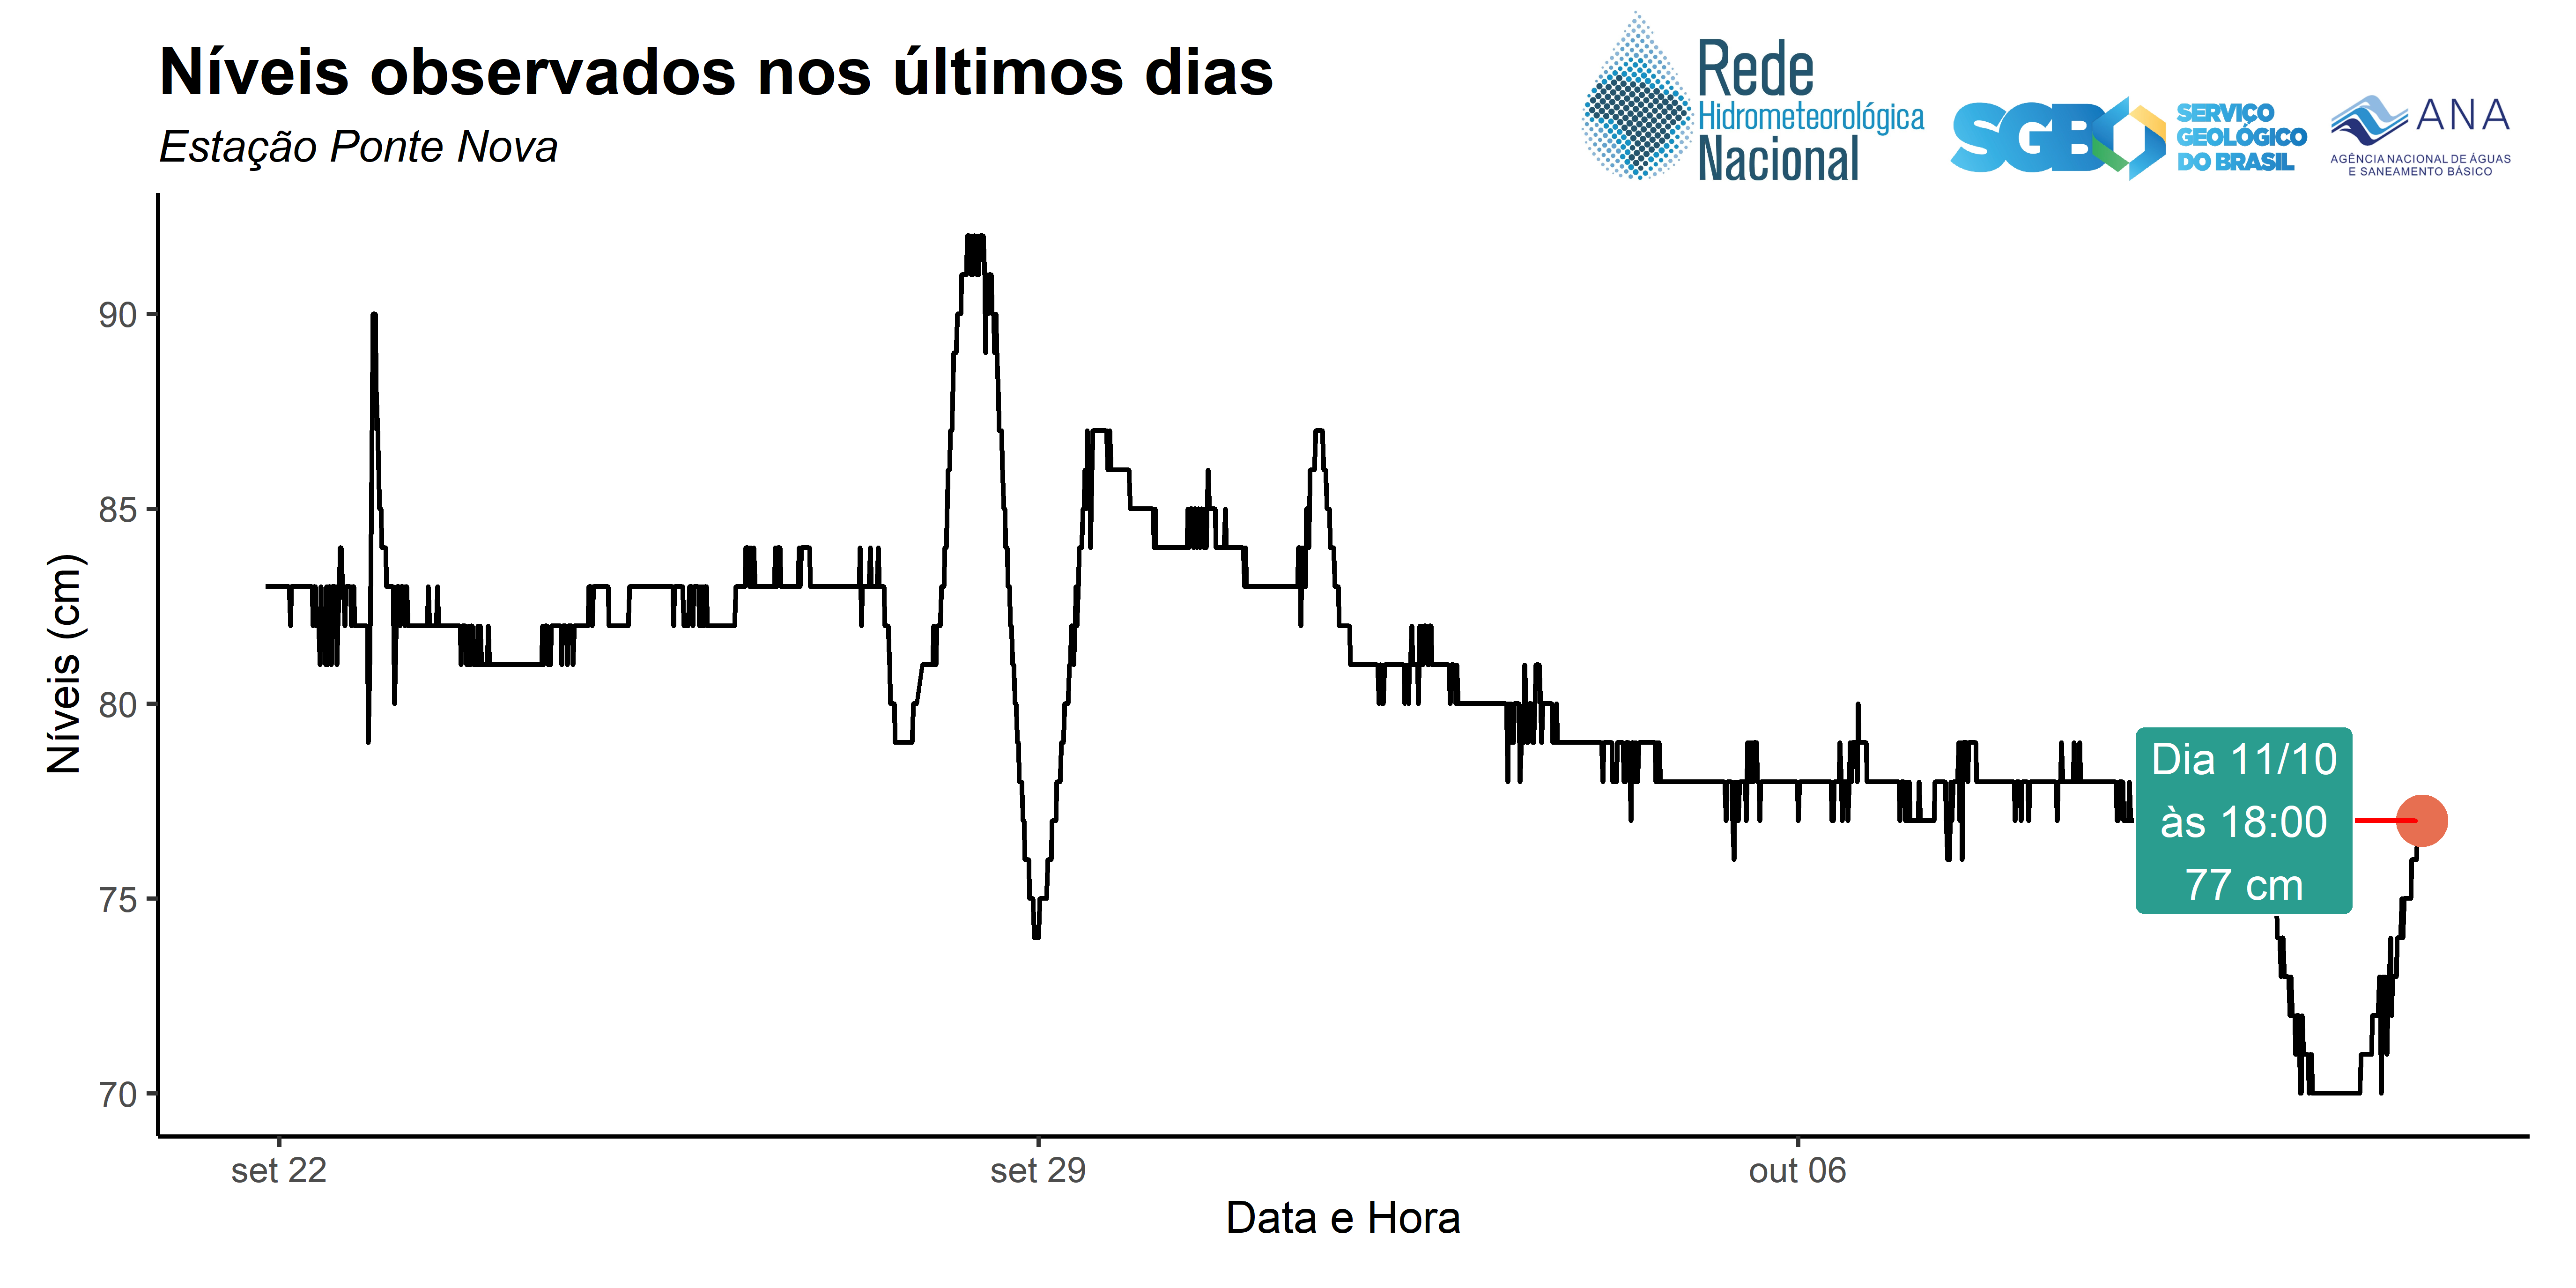 Níveis observados nos últimos dias
Estação Ponte Nova
Rede
Hidrometeorológica
Nacional
SGB
SERVIÇO
GEOLÓGICO
DO BRASIL
ANA
AGÊNCIA NACIONAL DE ÁGUAS
E SANEAMENTO BÁSICO
Níveis (cm)
90
85
80
75
70
Dia 11/10
às 18:00
77 cm
set 22
set 29
out 06
Data e Hora